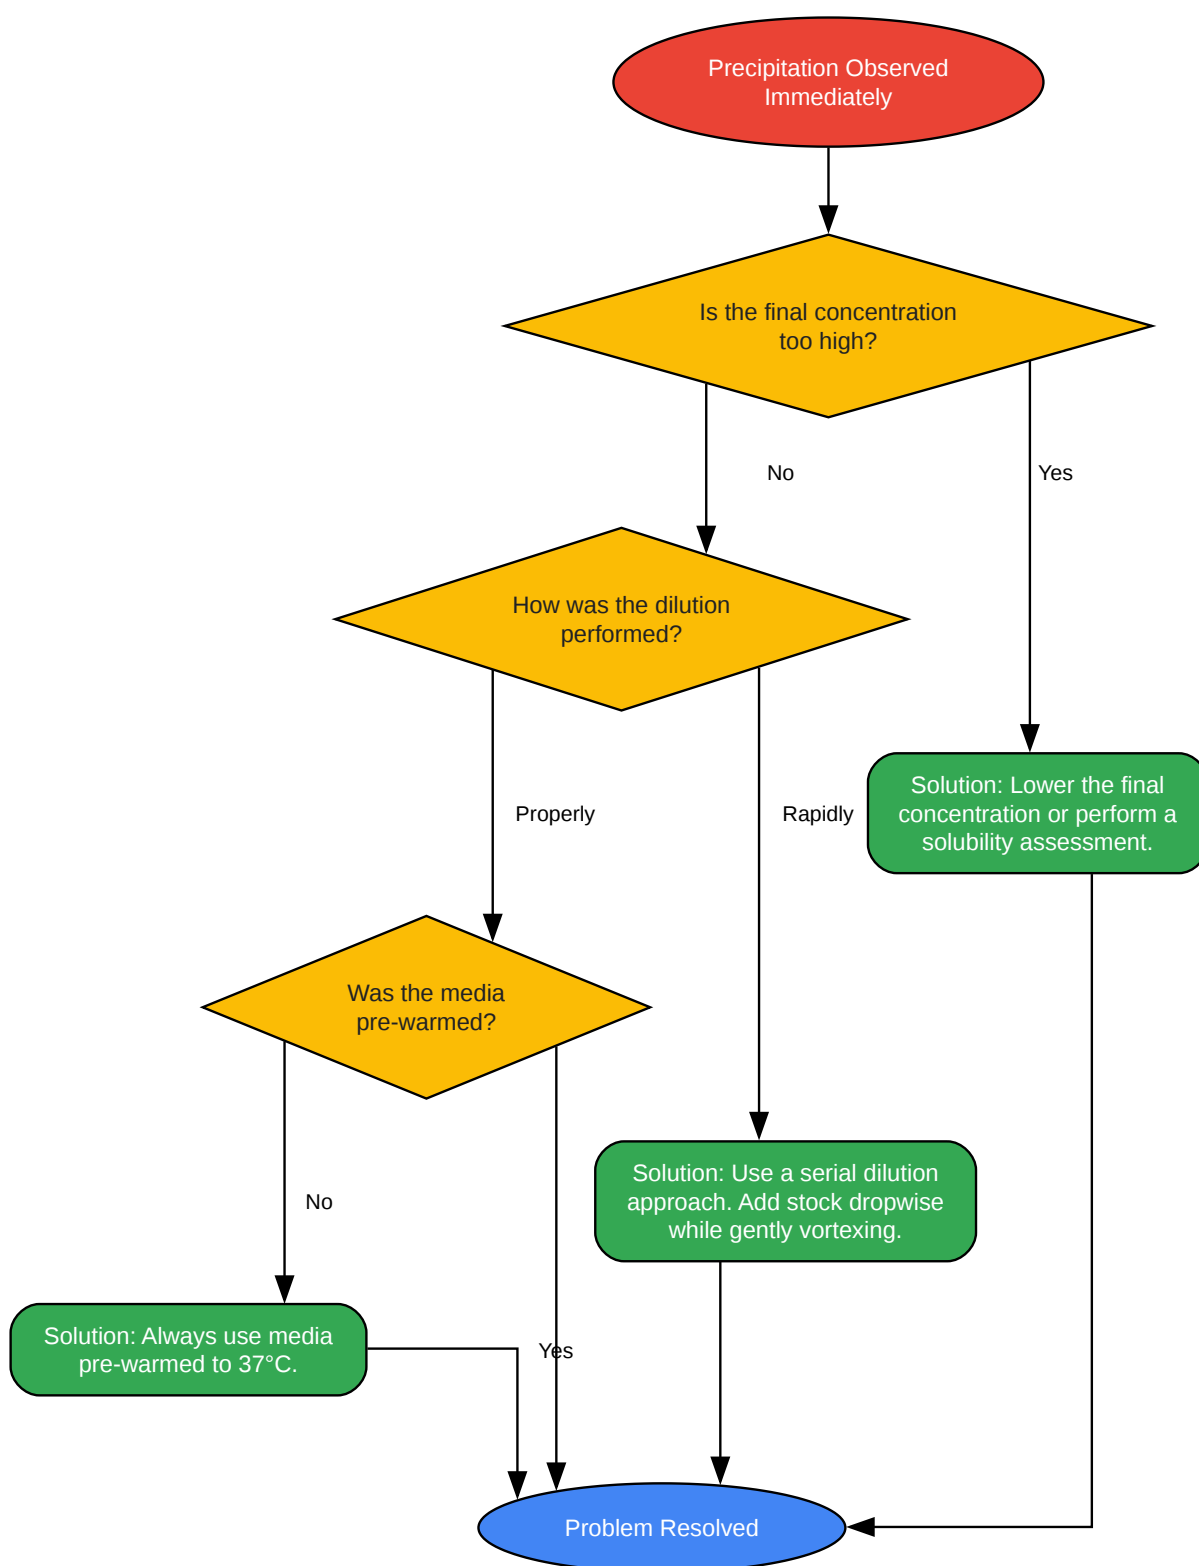 Precipitation Observed
Immediately
Is the final concentration
too high?
No
Yes
How was the dilution
performed?
Properly
Rapidly
Solution: Lower the final
concentration or perform a
solubility assessment.
Was the media
pre-warmed?
No
Yes
Solution: Use a serial dilution
approach. Add stock dropwise
while gently vortexing.
Solution: Always use media
pre-warmed to 37°C.
Problem Resolved